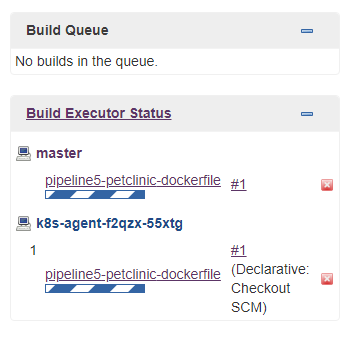 Build Queue
No builds in the queue.
Build Executor Status
master
pipeline5-petclinic-dockerfile #1
k8s-agent-f2qzx-55xtg
1 #1
pipeline5-petclinic-dockerfile (Declarative:
Checkout
SCM)